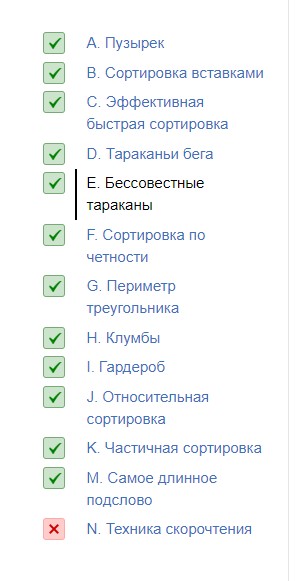 A. Пузырек
B. Сортировка вставками
C. Эффективная
быстрая сортировка
D. Тараканьи бега
E. Бессовестные
тараканы
F. Сортировка по
четности
G. Периметр
треугольника
H. Клумбы
I. Гардероб
J. Относительная
сортировка
K. Частичная сортировка
M. Самое длинное
подслово
N. Техника скорочтения